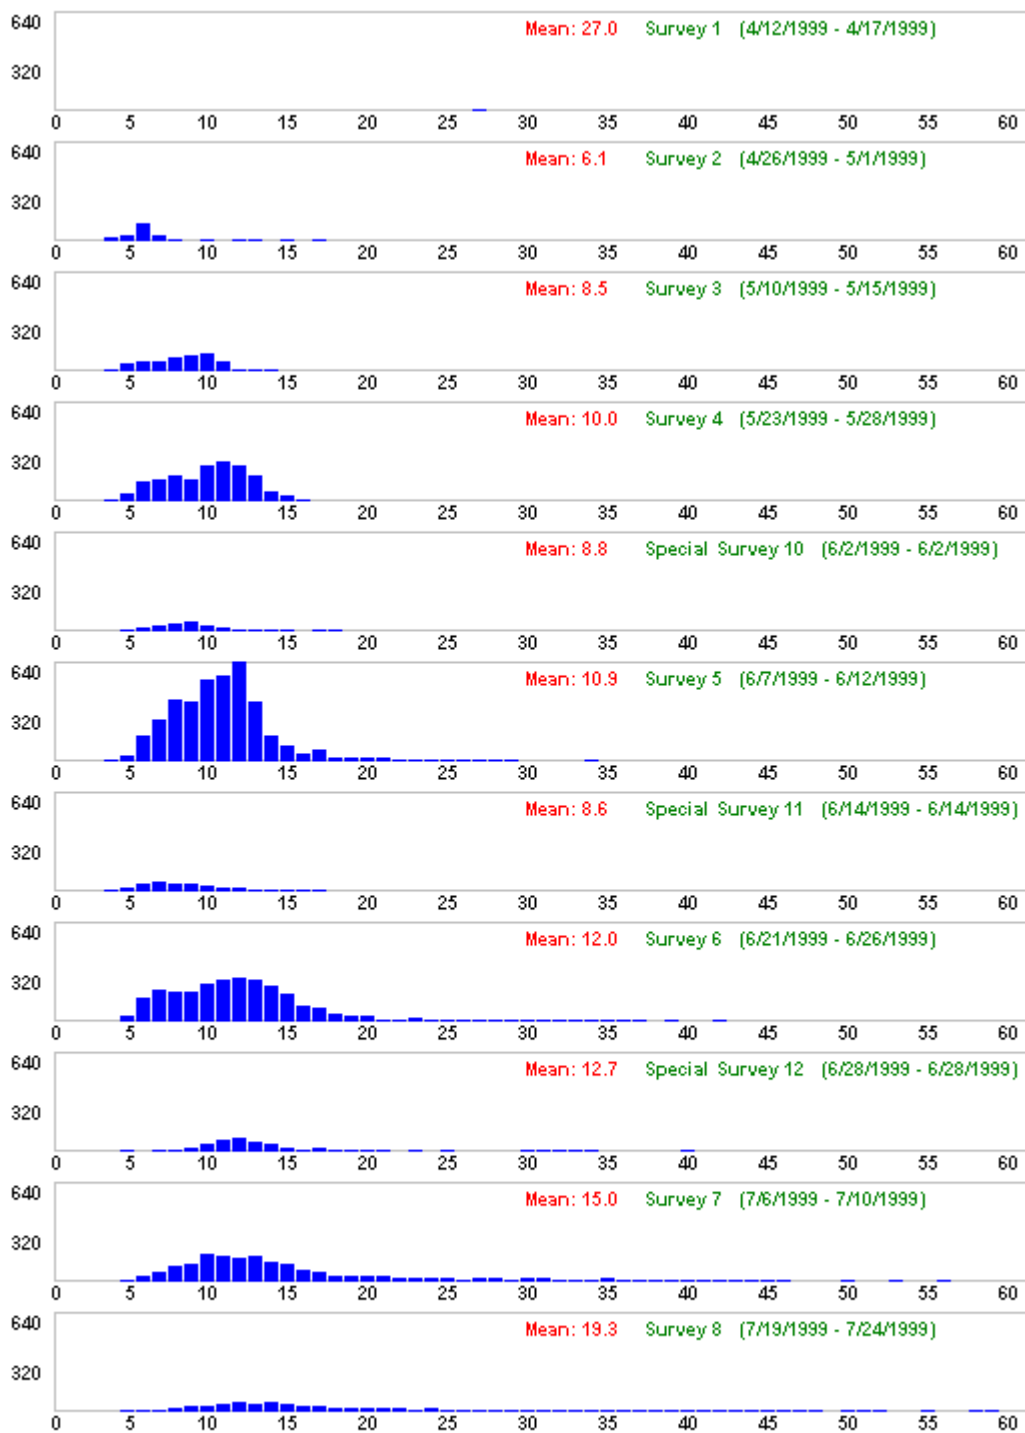 640 Mean: 27.0 Survey 1 (4/12/1999 - 4/17/1999)
320
0 5 10 15 20 25 30 35 40 45 50 55 60
640 Mean: 6.1 Survey 2 (4/26/1999 - 5/1/1999)
320
0 5 10 15 20 25 30 35 40 45 50 55 60
640 Mean: 8.5 Survey 3 (5/10/1999 - 5/15/1999)
320
0 5 10 15 20 25 30 35 40 45 50 55 60
640 Mean: 10.0 Survey 4 (5/23/1999 - 5/28/1999)
320
0 5 10 15 20 25 30 35 40 45 50 55 60
640 Mean: 8.8 Special Survey 10 (6/2/1999 - 6/2/1999)
320
0 5 10 15 20 25 30 35 40 45 50 55 60
640 Mean: 10.9 Survey 5 (6/7/1999 - 6/12/1999)
320
0 5 10 15 20 25 30 35 40 45 50 55 60
640 Mean: 8.6 Special Survey 11 (6/14/1999 - 6/14/1999)
320
0 5 10 15 20 25 30 35 40 45 50 55 60
640 Mean: 12.0 Survey 6 (6/21/1999 - 6/26/1999)
320
0 5 10 15 20 25 30 35 40 45 50 55 60
640 Mean: 12.7 Special Survey 12 (6/28/1999 - 6/28/1999)
320
0 5 10 15 20 25 30 35 40 45 50 55 60
640 Mean: 15.0 Survey 7 (7/6/1999 - 7/10/1999)
320
0 5 10 15 20 25 30 35 40 45 50 55 60
640 Mean: 19.3 Survey 8 (7/19/1999 - 7/24/1999)
320
0 5 10 15 20 25 30 35 40 45 50 55 60